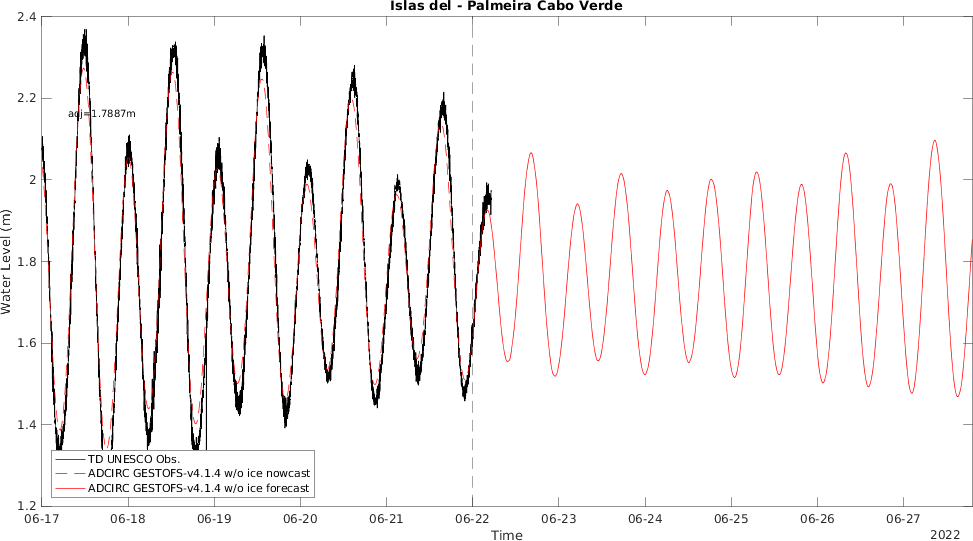 Islas del - Palmeira Cabo Verde
2.4
2.2
2
1.8
1.6
1.4
1.2
Water Level (m)
adj=1.7887m
TD UNESCO Obs.
ADCIRC GESTOFS-v4.1.4 w/o ice nowcast
ADCIRC GESTOFS-v4.1.4 w/o ice forecast
06-17 06-18 06-19 06-20 06-21 06-22 06-23 06-24 06-25 06-26 06-27
Time
2022